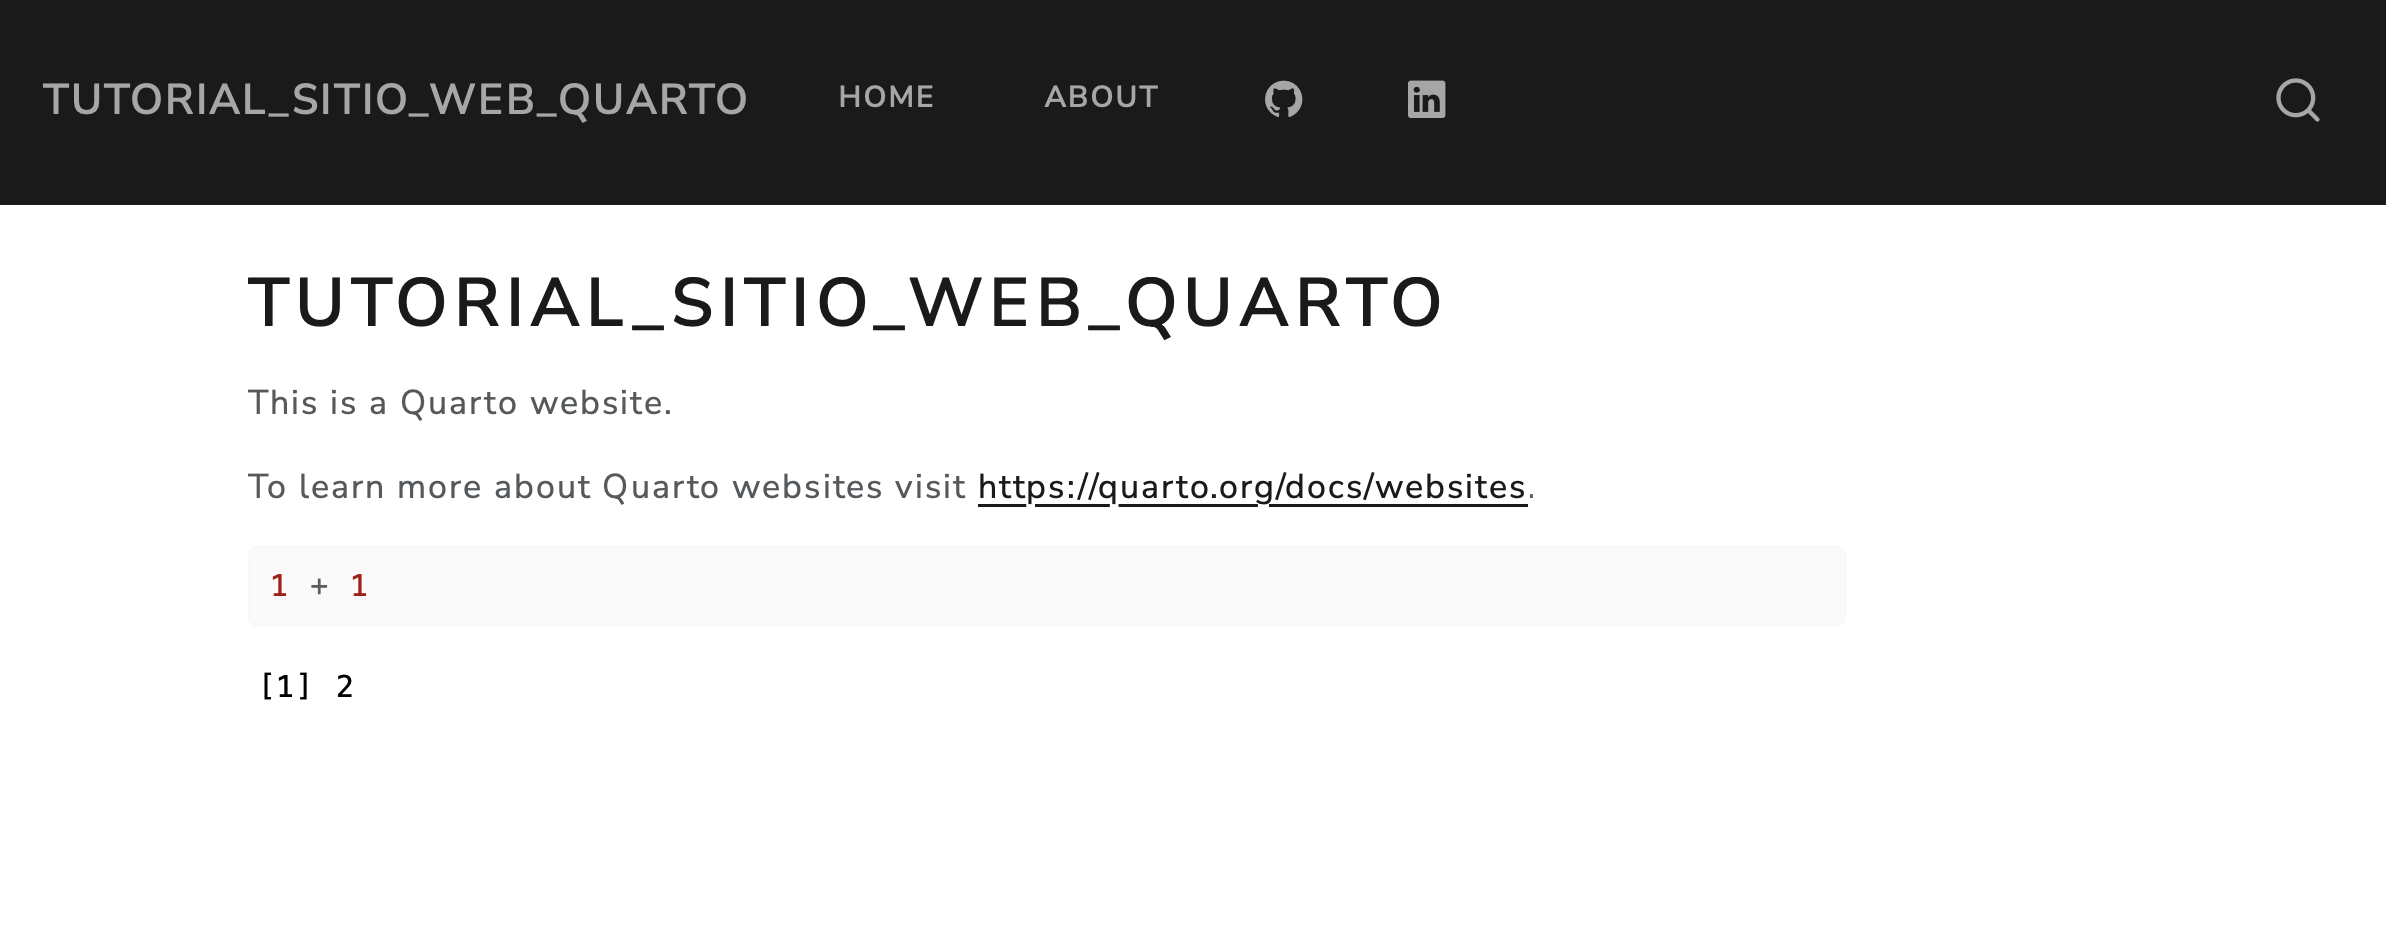 TUTORIAL_SITIO_WEB_QUARTO HOME ABOUT
TUTORIAL_SITIO_WEB_QUARTO
This is a Quarto website.
To learn more about Quarto websites visit https://quarto.org/docs/websites.
1 + 1
[1] 2